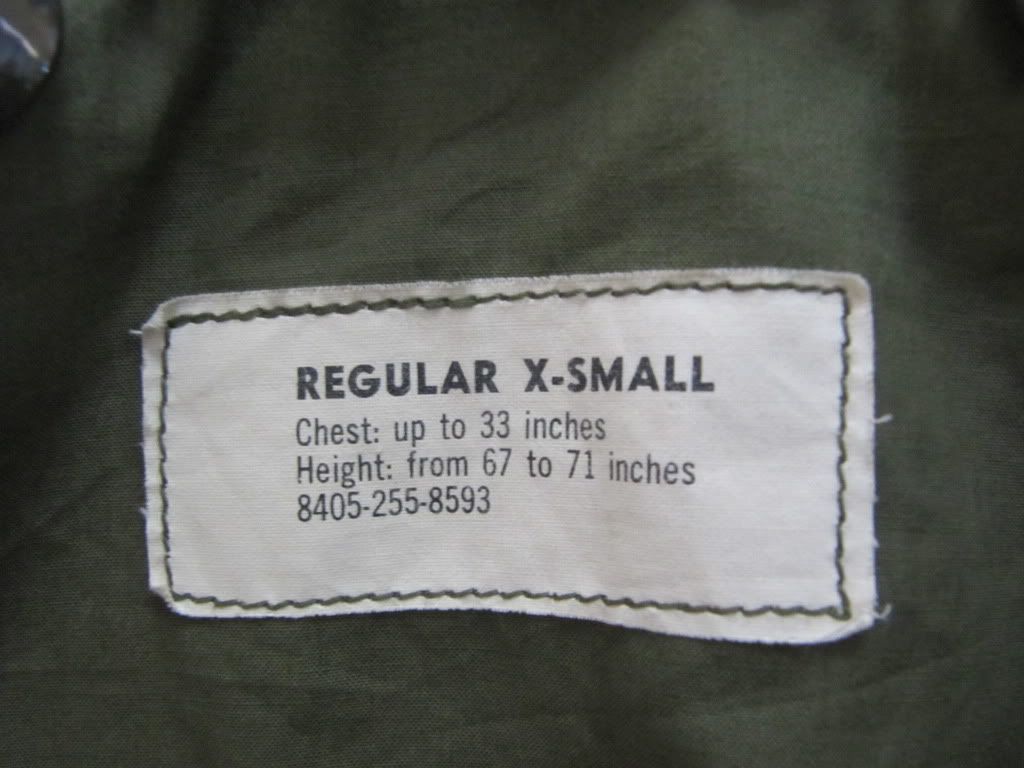 REGULAR X-SMALL
Chest: up to 33 inches
Height: from 67 to 71 inches
8405-255-8593